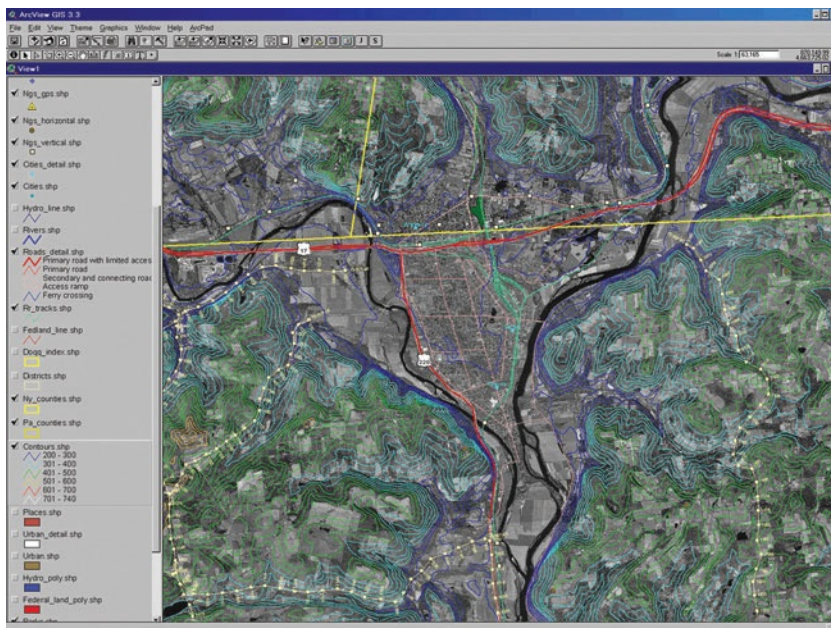 ArcView GIS 3.3
File Edit View Theme Graphics Window Help ArcPad
Scale 1: 63,165
View1
Ngs_gps.shp
Ngs_horizontal.shp
Ngs_vertical.shp
Cities_detail.shp
Cities.shp
Hydro_line.shp
Rivers.shp
Roads_detail.shp
Primary road with limited acces
Primary road
Secondary and connecting road
Access ramp
Ferry crossing
Rr_tracks.shp
Fedland_line.shp
Doqq_index.shp
Districts.shp
Ny_counties.shp
Pa_counties.shp
Contours.shp
200 - 300
301 - 400
401 - 500
501 - 600
601 - 700
701 - 740
Places.shp
Urban_detail.shp
Urban.shp
Hydro_poly.shp
Federal_land_poly.shp
220